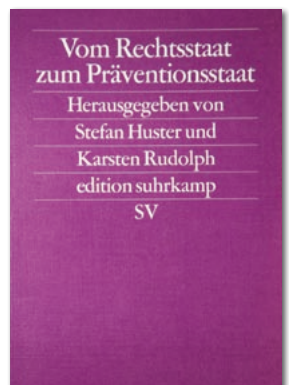 Vom Rechtsstaat
zum Präventionsstaat
Herausgegeben von
Stefan Huster und
Karsten Rudolph
edition suhrkamp
SV